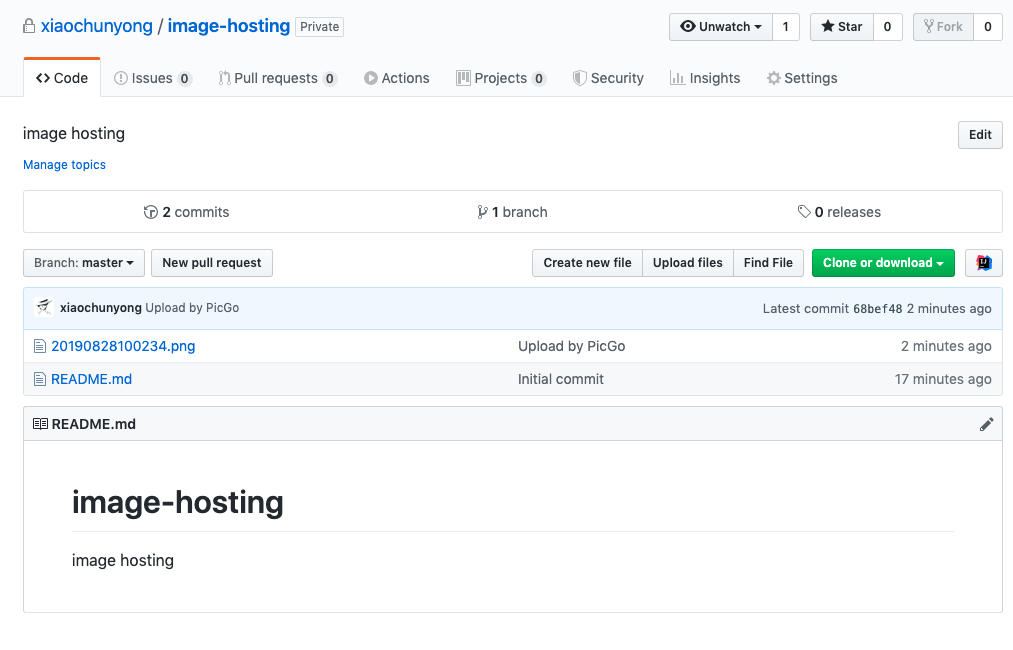 xiaochunyong / image-hosting Private Unwatch 1 Star 0 Fork 0
Code Issues 0 Pull requests 0 Actions Projects 0 Security Insights Settings
image hosting Edit
Manage topics
2 commits 1 branch 0 releases
Branch: master New pull request Create new file Upload files Find File Clone or download
xiaochunyong Upload by PicGo Latest commit 68bef48 2 minutes ago
20190828100234.png Upload by PicGo 2 minutes ago
README.md Initial commit 17 minutes ago
README.md
image-hosting
image hosting